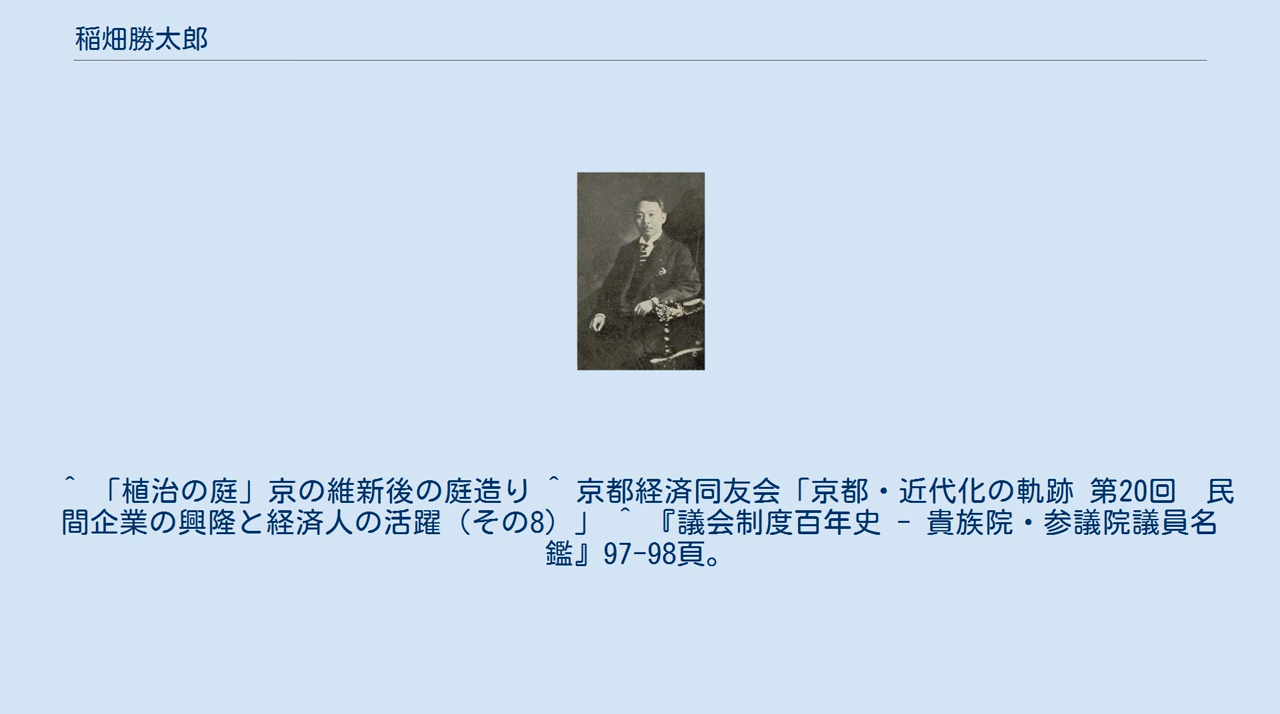 稲畑勝太郎
^ 「植治の庭」京の維新後の庭造り ^ 京都経済同友会「京都・近代化の軌跡 第20回　民
間企業の興隆と経済人の活躍（その8）」 ^ 『議会制度百年史 - 貴族院・参議院議員名
鑑』97-98頁。